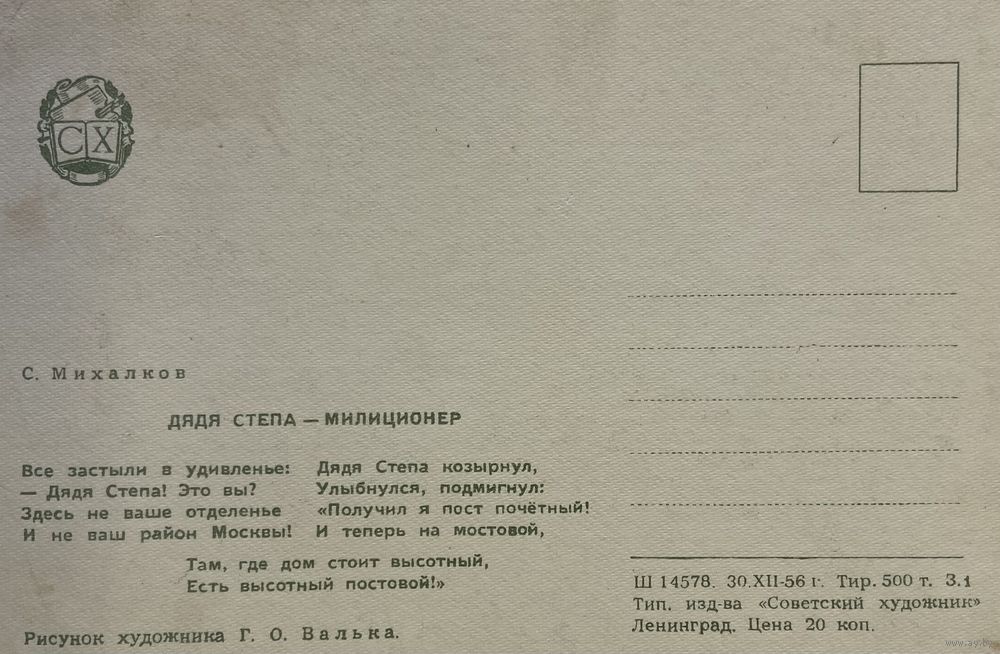 СХ
С. Михалков
ДЯДЯ СТЕПА — МИЛИЦИОНЕР
Все застыли в удивленье:
— Дядя Степа! Это вы?
Здесь не ваше отделенье
И не ваш район Москвы!
Дядя Степа козырнул,
Улыбнулся, подмигнул:
«Получил я пост почётный!
И теперь на мостовой,
Там, где дом стоит высотный,
Есть высотный постовой!»
Рисунок художника Г. О. Валька.
Ш 14578. 30.XII-56 г. Тир. 500 т. З.1
Тип. изд-ва «Советский художник»
Ленинград. Цена 20 коп.
www.ay.by